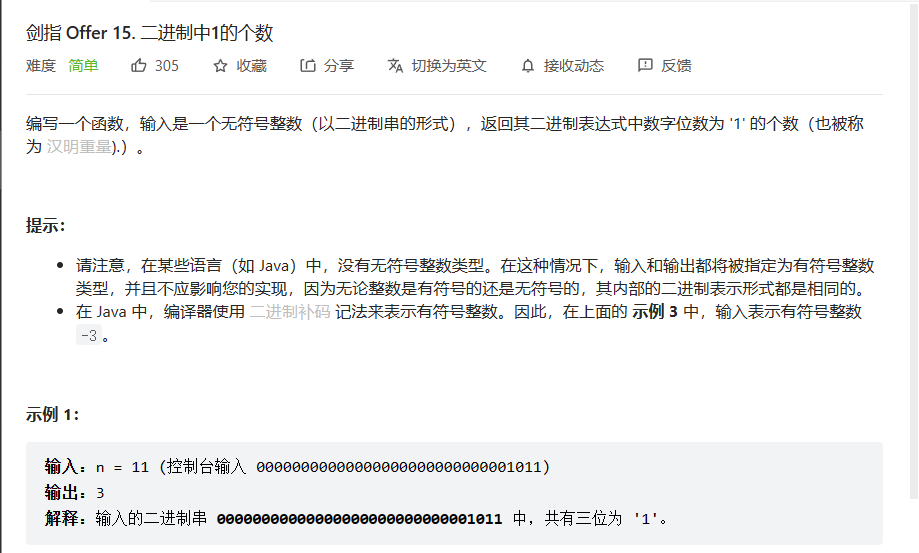 剑指 Offer 15. 二进制中1的个数
难度 简单 305 收藏 分享 切换为英文 接收动态 反馈
编写一个函数，输入是一个无符号整数（以二进制串的形式），返回其二进制表达式中数字位数为 '1' 的个数（也被称
为 汉明重量).）。
提示：
• 请注意，在某些语言（如 Java）中，没有无符号整数类型。在这种情况下，输入和输出都将被指定为有符号整数
类型，并且不应影响您的实现，因为无论整数是有符号的还是无符号的，其内部的二进制表示形式都是相同的。
• 在 Java 中，编译器使用 二进制补码 记法来表示有符号整数。因此，在上面的 示例 3 中，输入表示有符号整数
-3 。
示例 1：
输入：n = 11 (控制台输入 00000000000000000000000000001011)
输出：3
解释：输入的二进制串 00000000000000000000000000001011 中，共有三位为 '1'。